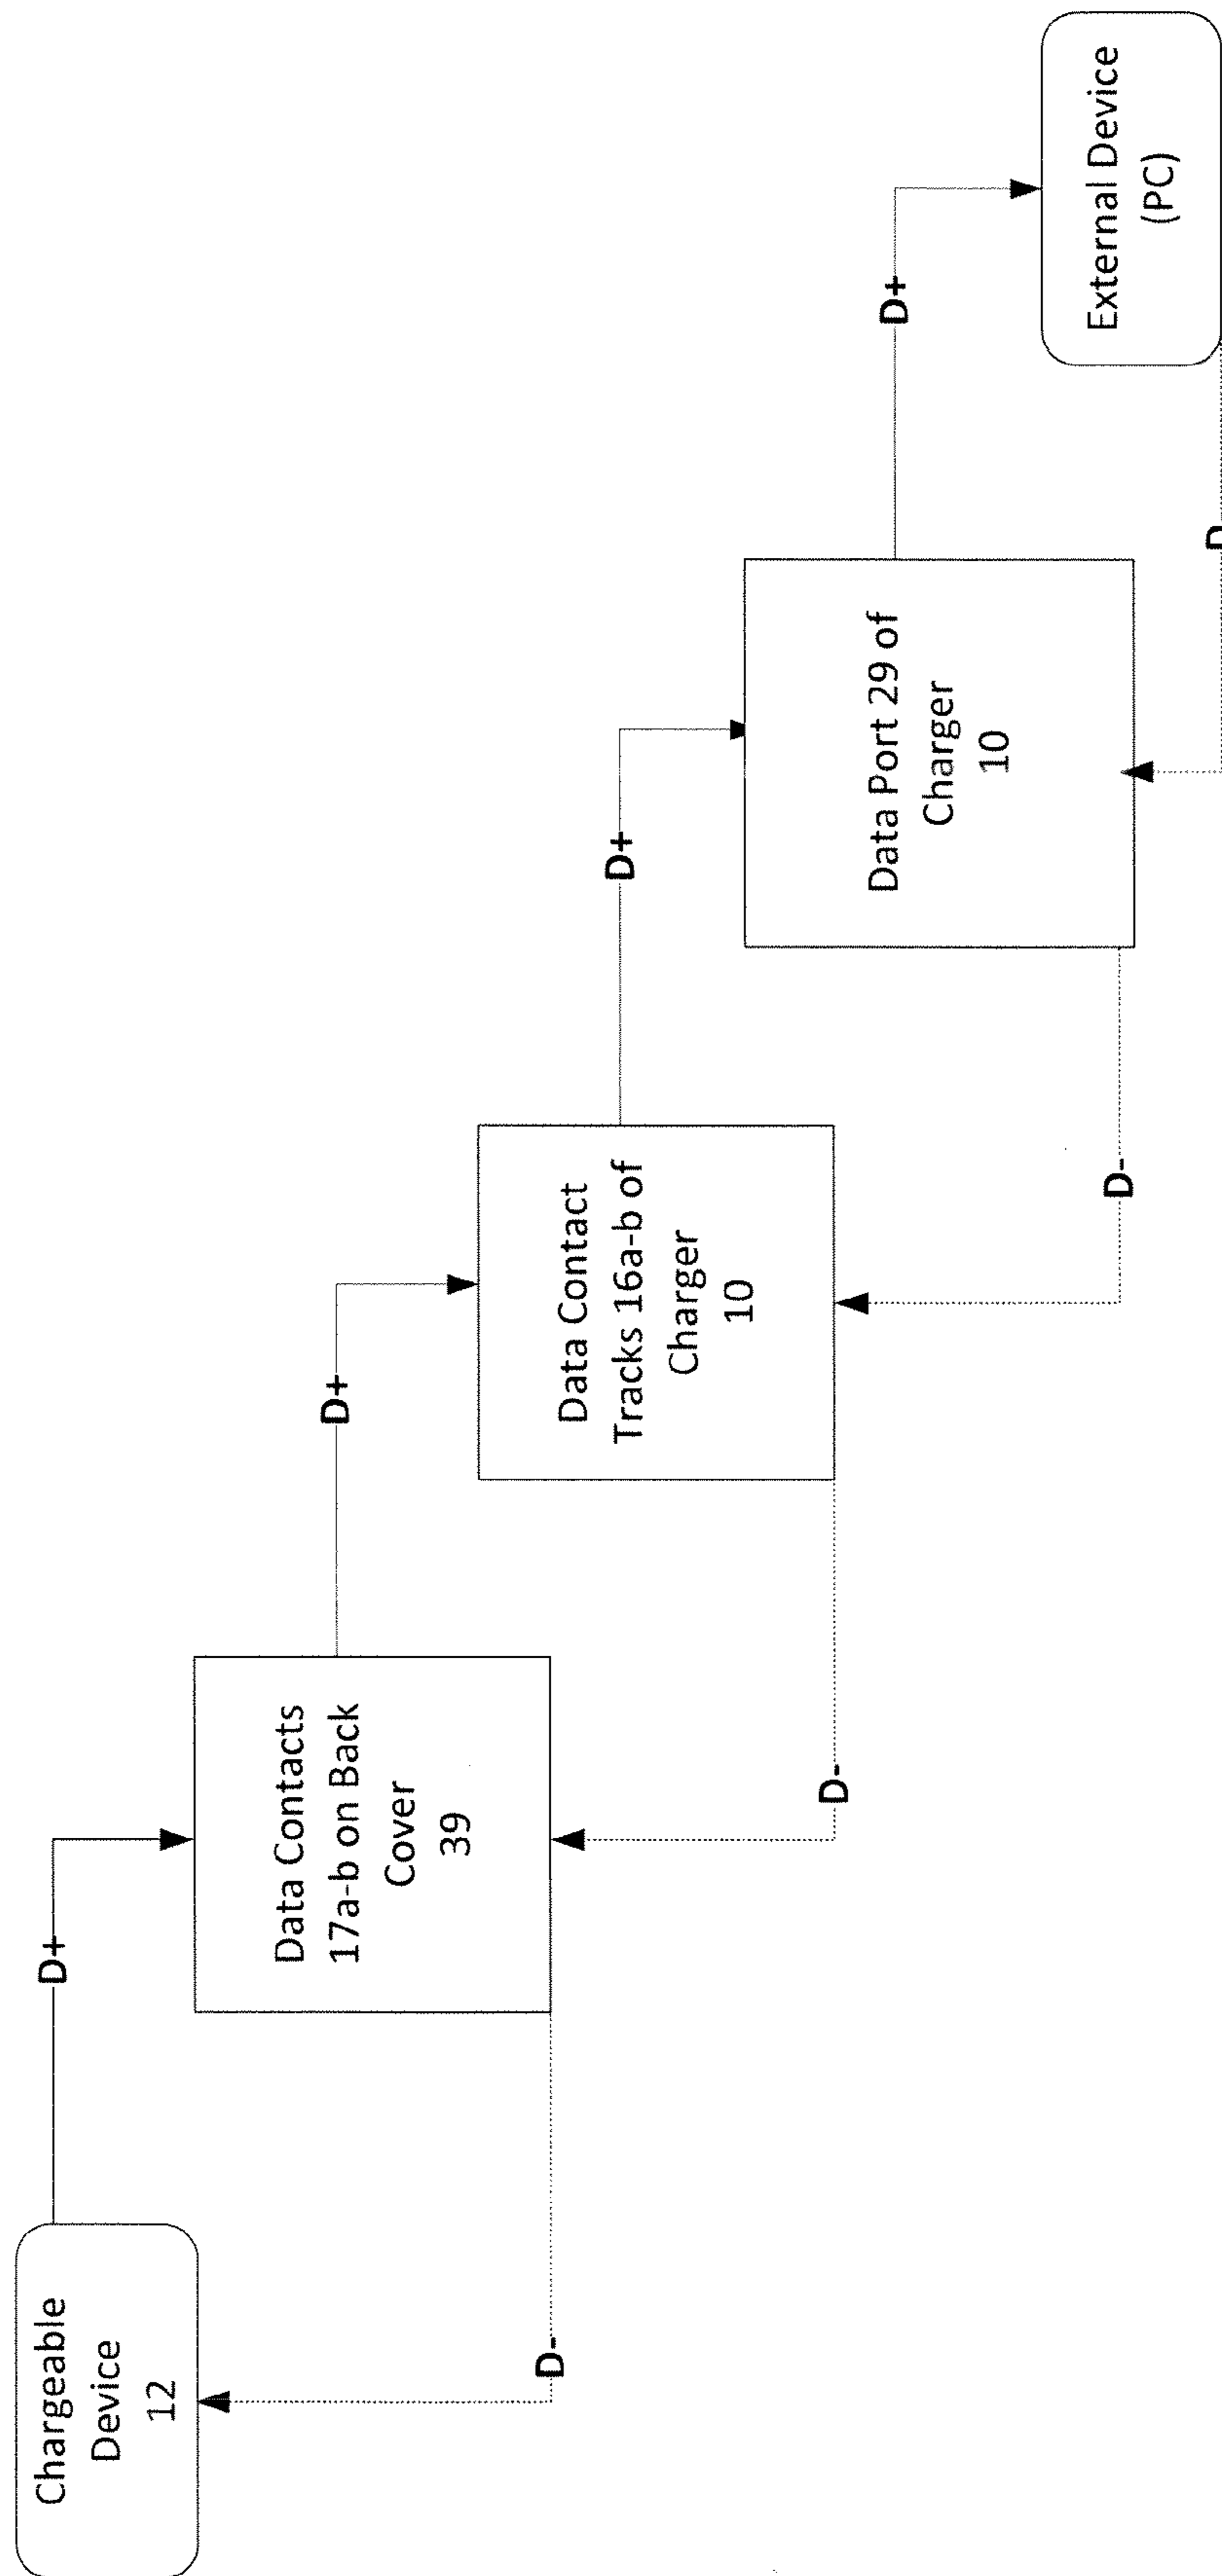 Chargeable
Device
12
D+
D-
Data Contacts
17a-b on Back
Cover
39
D+
D-
Data Contact
Tracks 16a-b of
Charger
10
D+
D-
Data Port 29 of
Charger
10
D+
External Device
(PC)